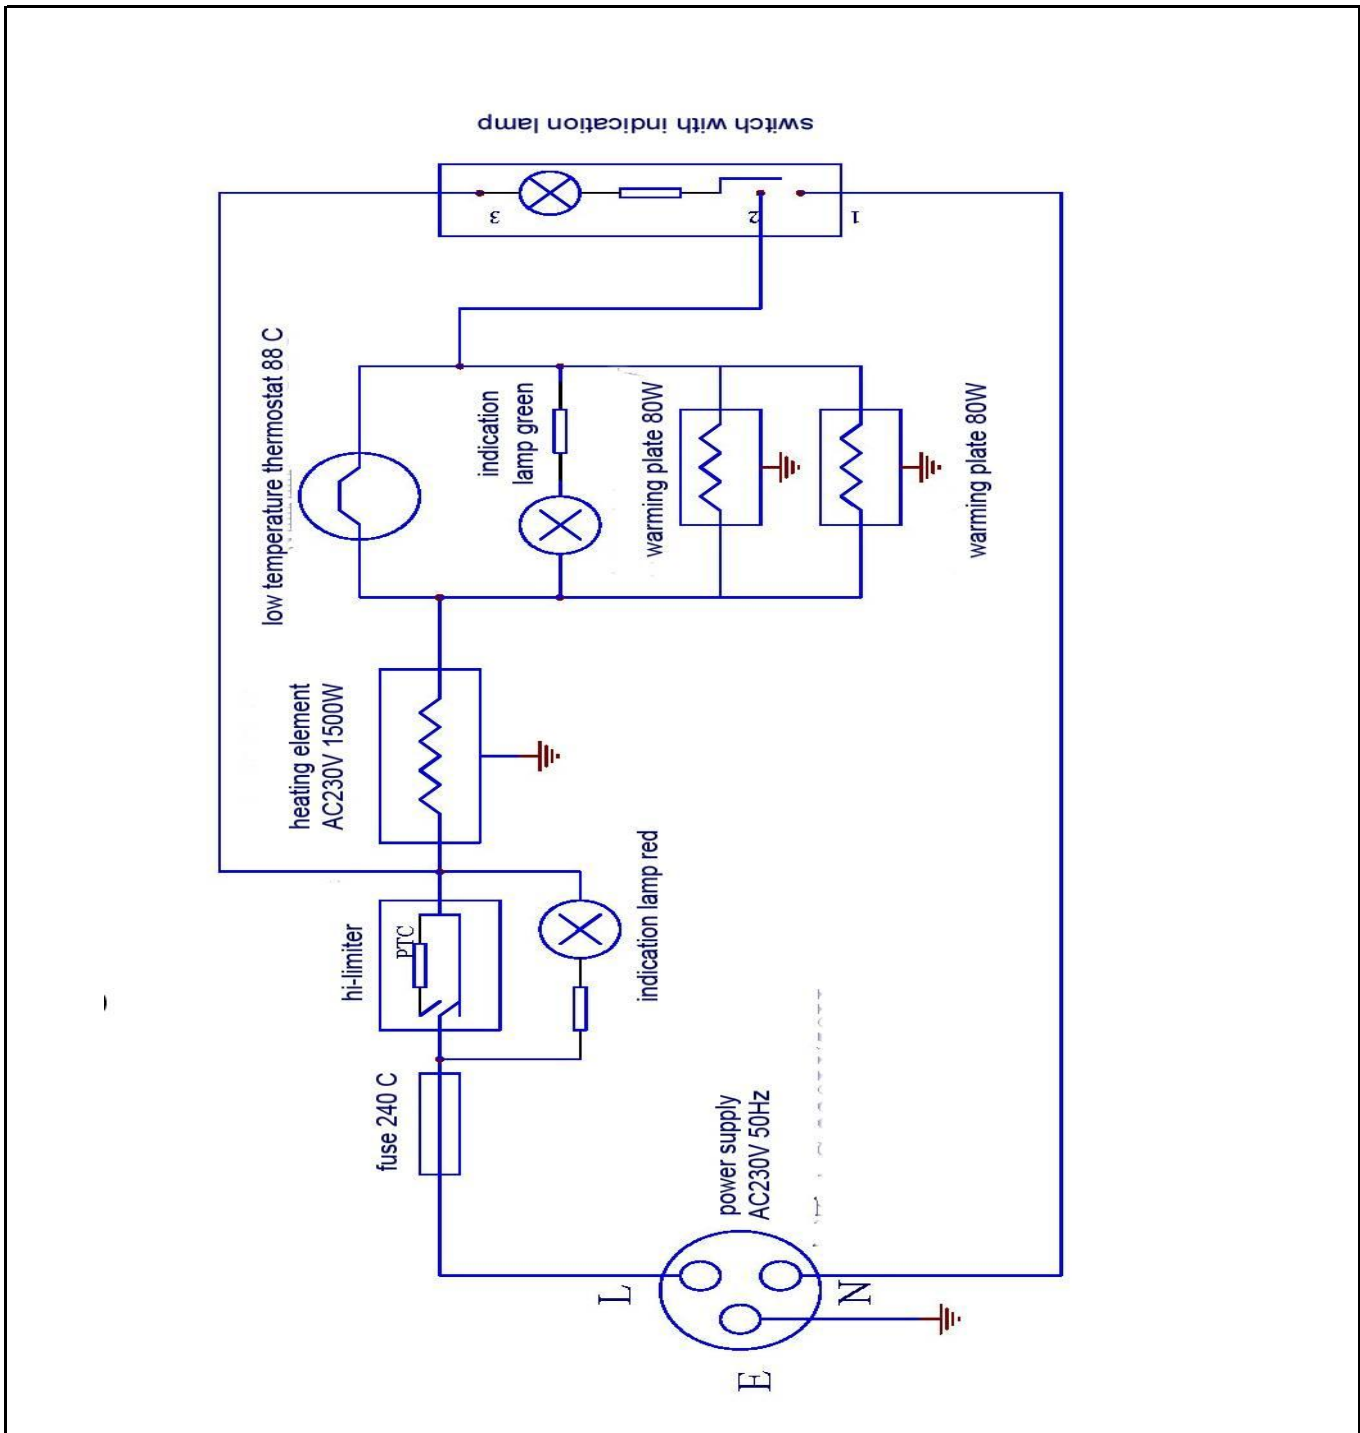 switch with indication lamp
3
2
1
low temperature thermostat 88 C
indication
lamp green
warming plate 80W
warming plate 80W
heating element
AC230V 1500W
hi-limiter
PTC
indication lamp red
fuse 240 C
power supply
AC230V 50Hz
L
N
E